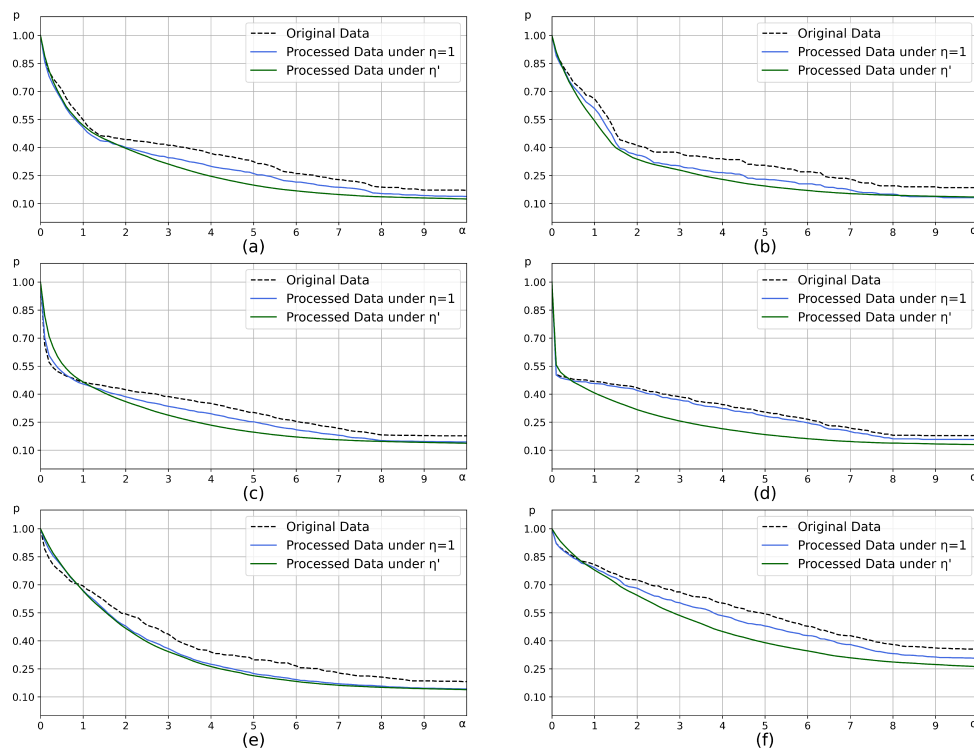 p
1.00
0.85
0.70
0.55
0.40
0.25
0.10
0 1 2 3 4 5 6 7 8 9 α
Original Data
Processed Data under η=1
Processed Data under η'
(a)
p
1.00
0.85
0.70
0.55
0.40
0.25
0.10
0 1 2 3 4 5 6 7 8 9 α
Original Data
Processed Data under η=1
Processed Data under η'
(b)
p
1.00
0.85
0.70
0.55
0.40
0.25
0.10
0 1 2 3 4 5 6 7 8 9 α
Original Data
Processed Data under η=1
Processed Data under η'
(c)
p
1.00
0.85
0.70
0.55
0.40
0.25
0.10
0 1 2 3 4 5 6 7 8 9 α
Original Data
Processed Data under η=1
Processed Data under η'
(d)
p
1.00
0.85
0.70
0.55
0.40
0.25
0.10
0 1 2 3 4 5 6 7 8 9 α
Original Data
Processed Data under η=1
Processed Data under η'
(e)
p
1.00
0.85
0.70
0.55
0.40
0.25
0.10
0 1 2 3 4 5 6 7 8 9 α
Original Data
Processed Data under η=1
Processed Data under η'
(f)